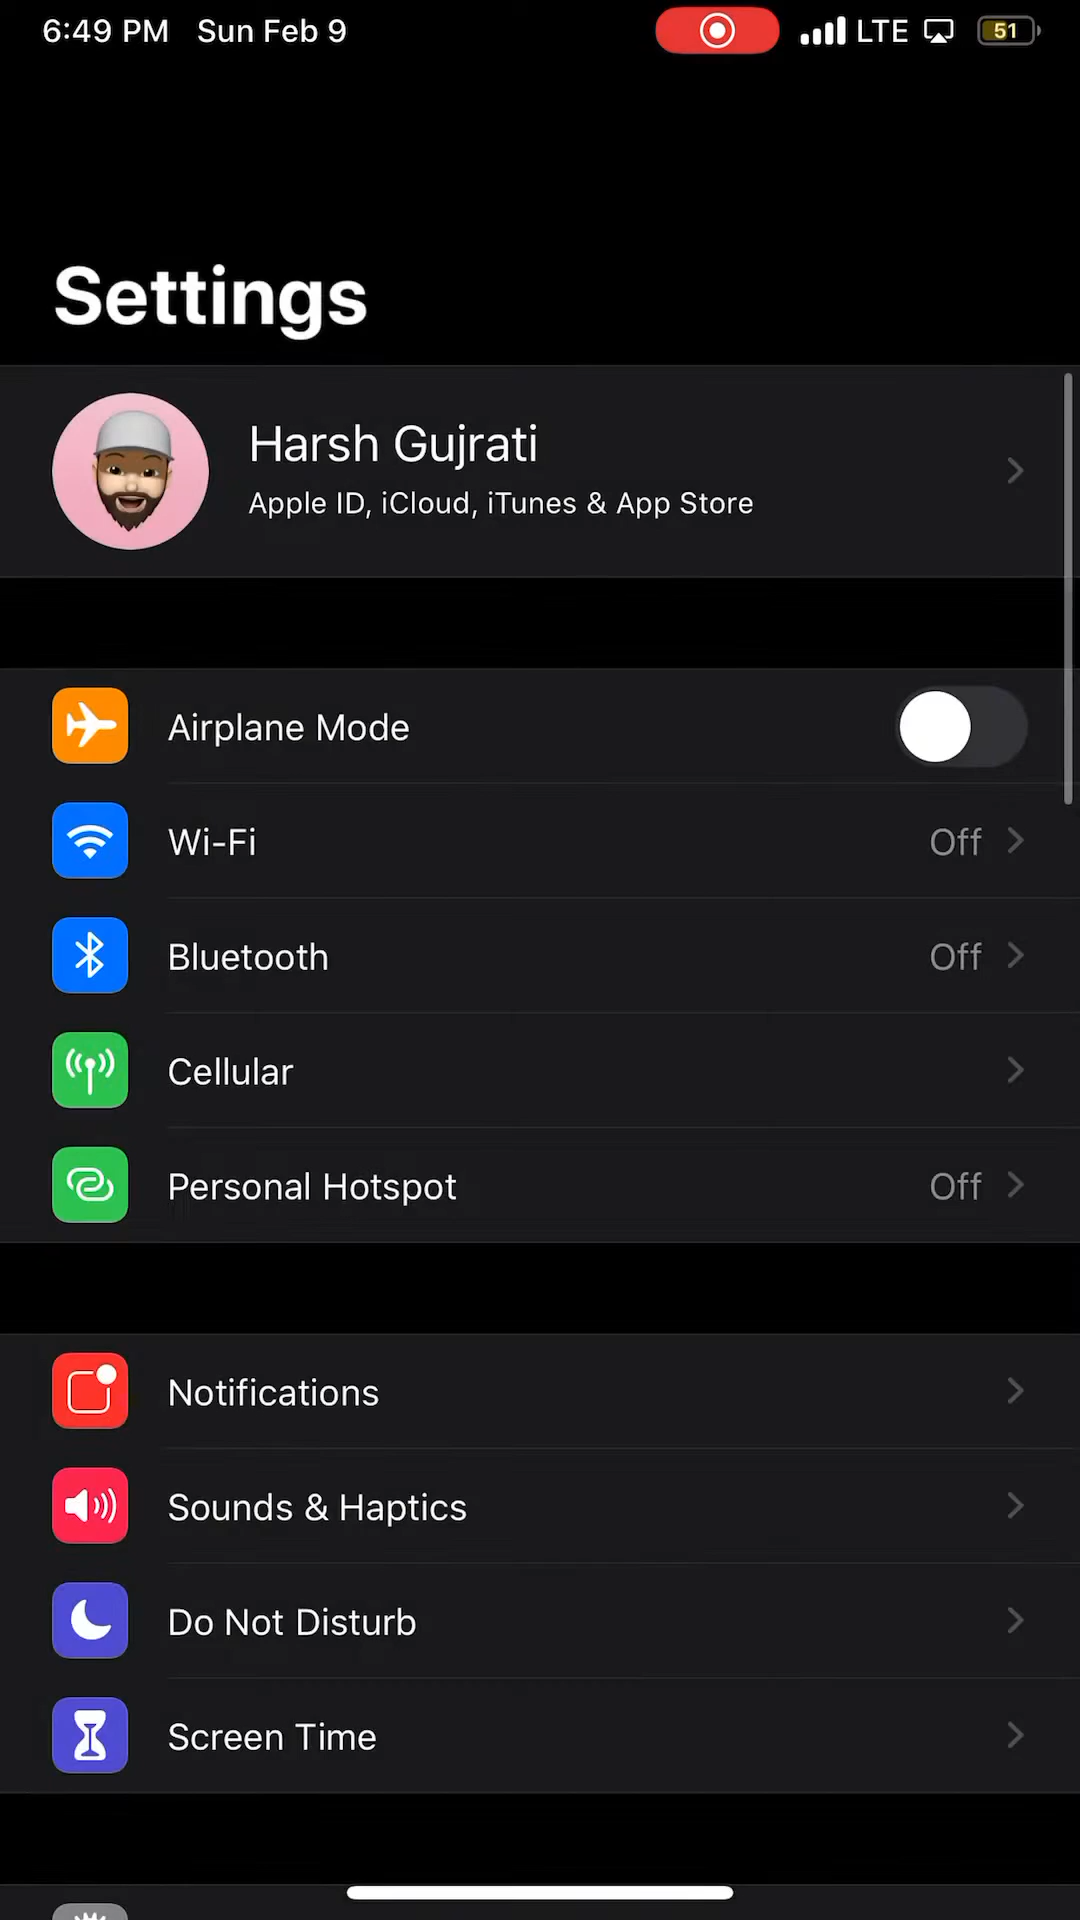 6:49 PM Sun Feb 9 LTE 51
Settings
Harsh Gujrati
Apple ID, iCloud, iTunes & App Store
Airplane Mode
Wi-Fi Off
Bluetooth Off
Cellular
Personal Hotspot Off
Notifications
Sounds & Haptics
Do Not Disturb
Screen Time